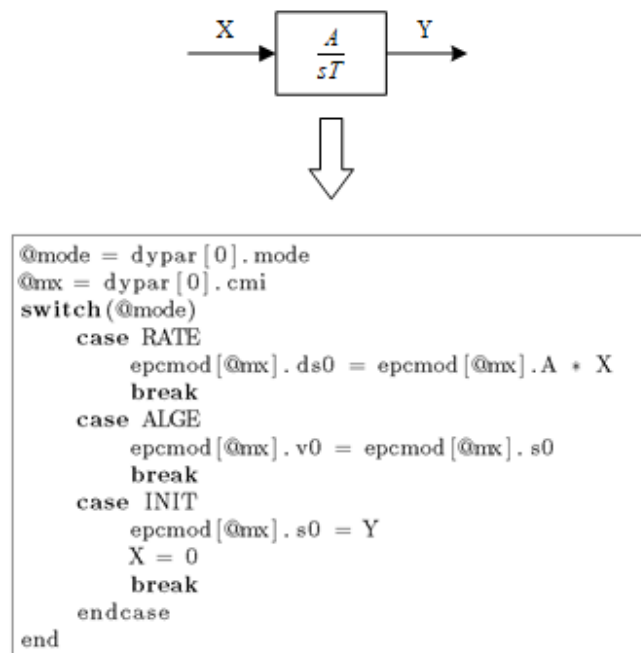 X
A
Y
sT
@mode = dypar[0].mode
@mx = dypar[0].cmi
switch(@mode)
case RATE
epcmod[@mx].ds0 = epcmod[@mx].A * X
break
case ALGE
epcmod[@mx].v0 = epcmod[@mx].s0
break
case INIT
epcmod[@mx].s0 = Y
X = 0
break
endcase
end